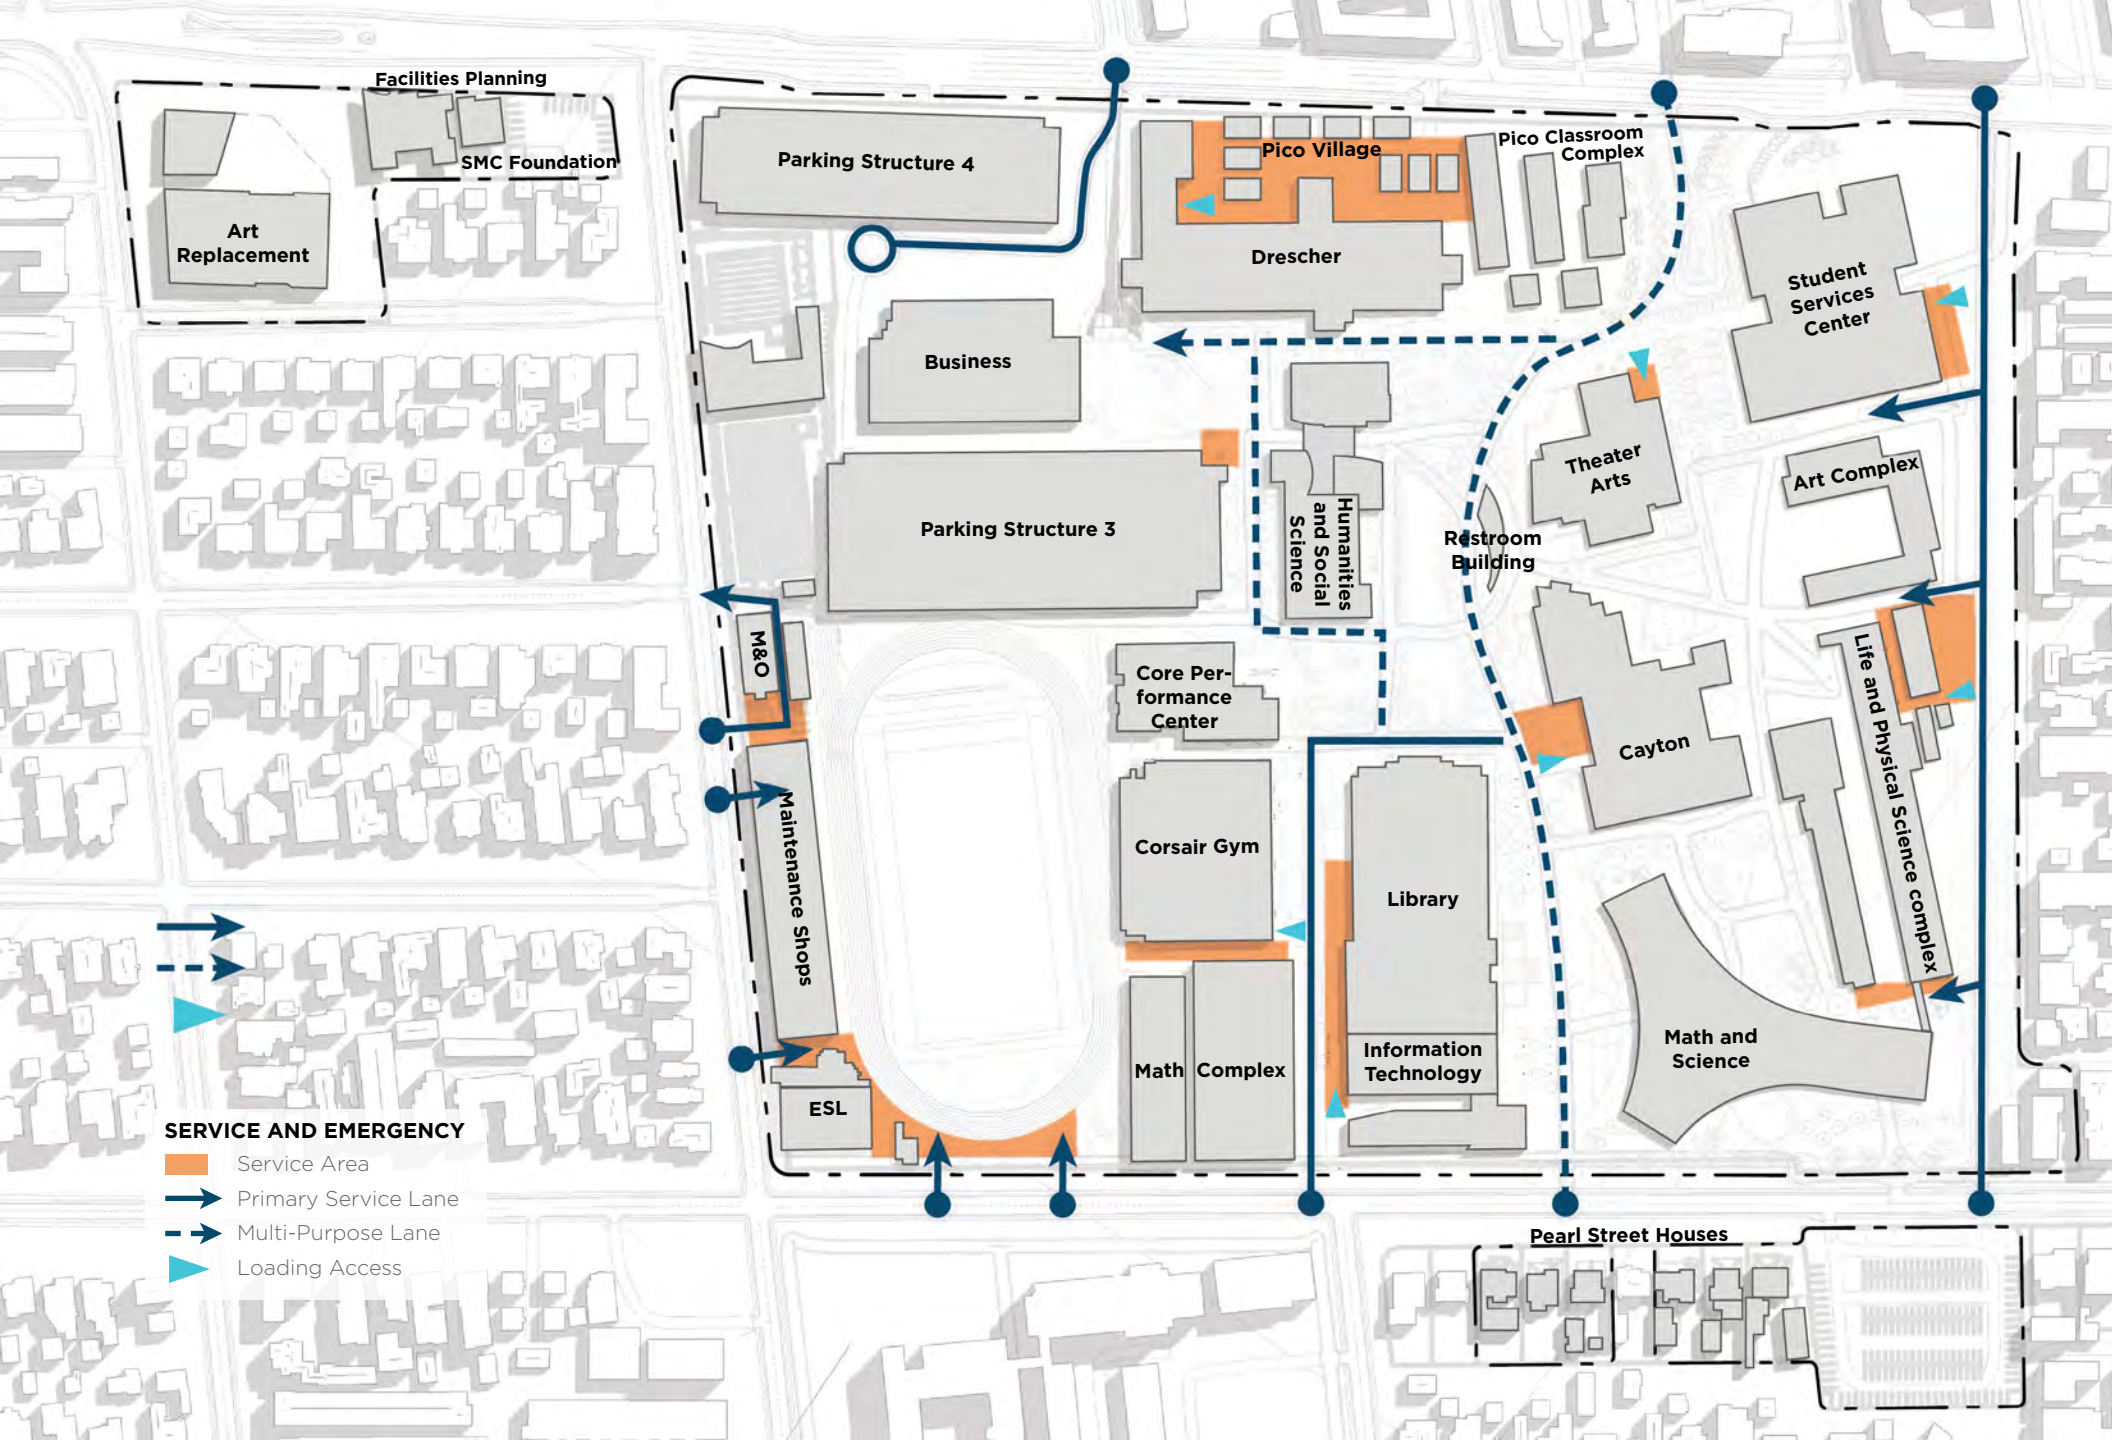 Facilities Planning
SMC Foundation
Art
Replacement
Parking Structure 4
Pico Village
Pico Classroom
Complex
Drescher
Student
Services
Center
Business
Theater
Arts
Art Complex
Parking Structure 3
Humanities
and Social
Science
Restroom
Building
M&O
Core Per-
formance
Center
Cayton
Life and Physical Science complex
Maintenance Shops
Corsair Gym
Library
Math and
Science
Math Complex
Information
Technology
ESL
SERVICE AND EMERGENCY
Service Area
Primary Service Lane
Multi-Purpose Lane
Loading Access
Pearl Street Houses